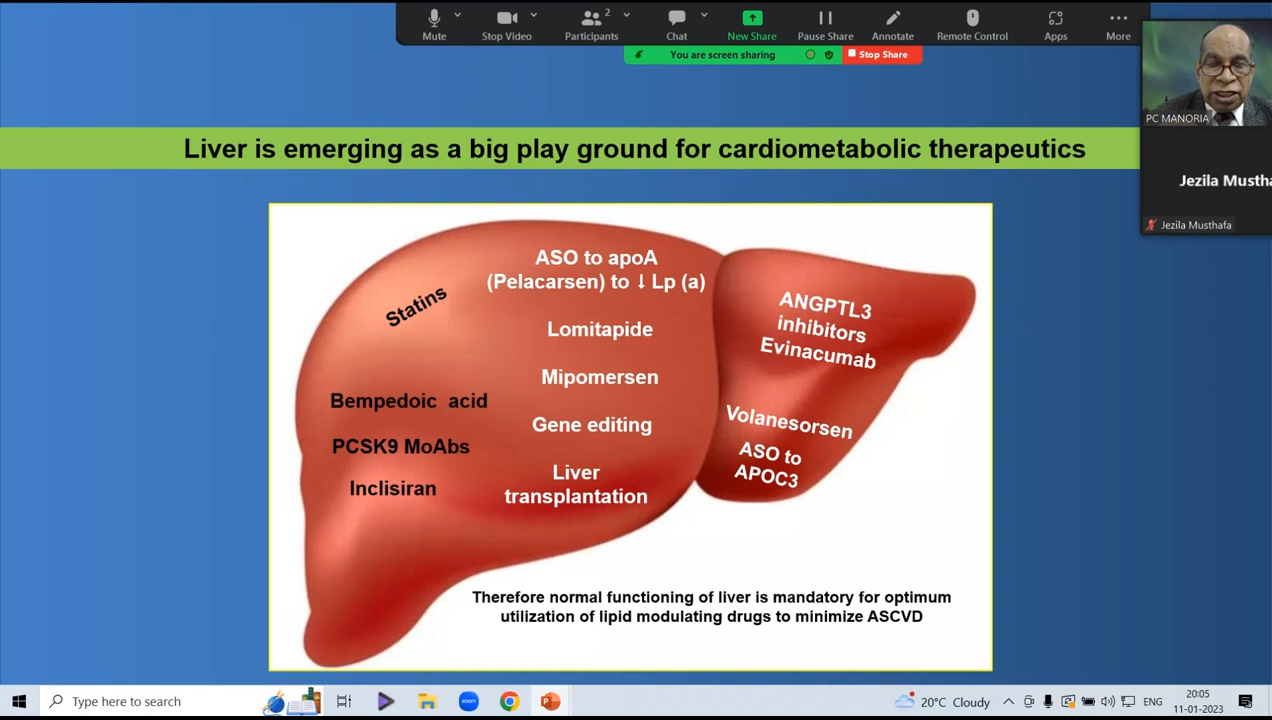 Mute
Stop Video
Participants
2
Chat
New Share
Pause Share
Annotate
Remote Control
Apps
More
You are screen sharing
Stop Share
PC MANORIA
Jezila Mustha
Jezila Musthafa
Liver is emerging as a big play ground for cardiometabolic therapeutics
Statins
Bempedoic acid
PCSK9 MoAbs
Inclisiran
ASO to apoA
(Pelacarsen) to ↓ Lp (a)
Lomitapide
Mipomersen
Gene editing
Liver
transplantation
ANGPTL3
inhibitors
Evinacumab
Volanesorsen
ASO to
APOC3
Therefore normal functioning of liver is mandatory for optimum
utilization of lipid modulating drugs to minimize ASCVD
Type here to search
zoom
20°C Cloudy
ENG
20:05
11-01-2023